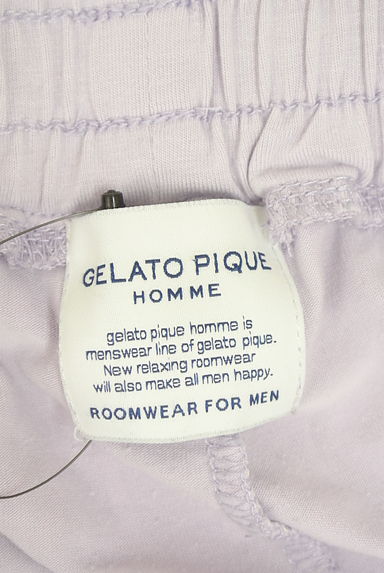 GELATO PIQUE
HOMME
gelato pique homme is
menswear line of gelato pique.
New relaxing roomwear
will also make all men happy.
ROOMWEAR FOR MEN